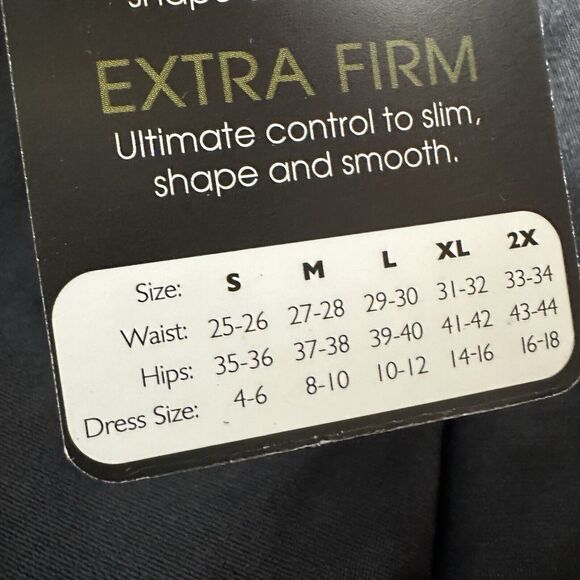 EXTRA FIRM
Ultimate control to slim,
shape and smooth.
Size: S M L XL 2X
Waist: 25-26 27-28 29-30 31-32 33-34
Hips: 35-36 37-38 39-40 41-42 43-44
Dress Size: 4-6 8-10 10-12 14-16 16-18